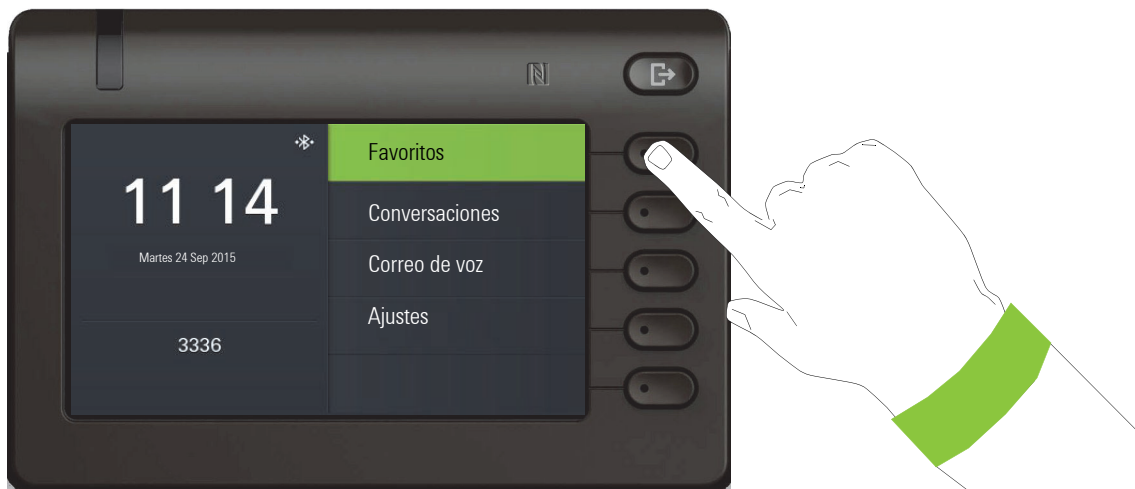 11 14
Martes 24 Sep 2015
3336
Favoritos
Conversaciones
Correo de voz
Ajustes